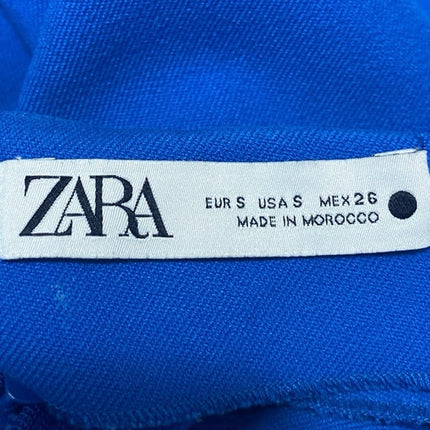 ZARA
EUR S USA S MEX 26
MADE IN MOROCCO